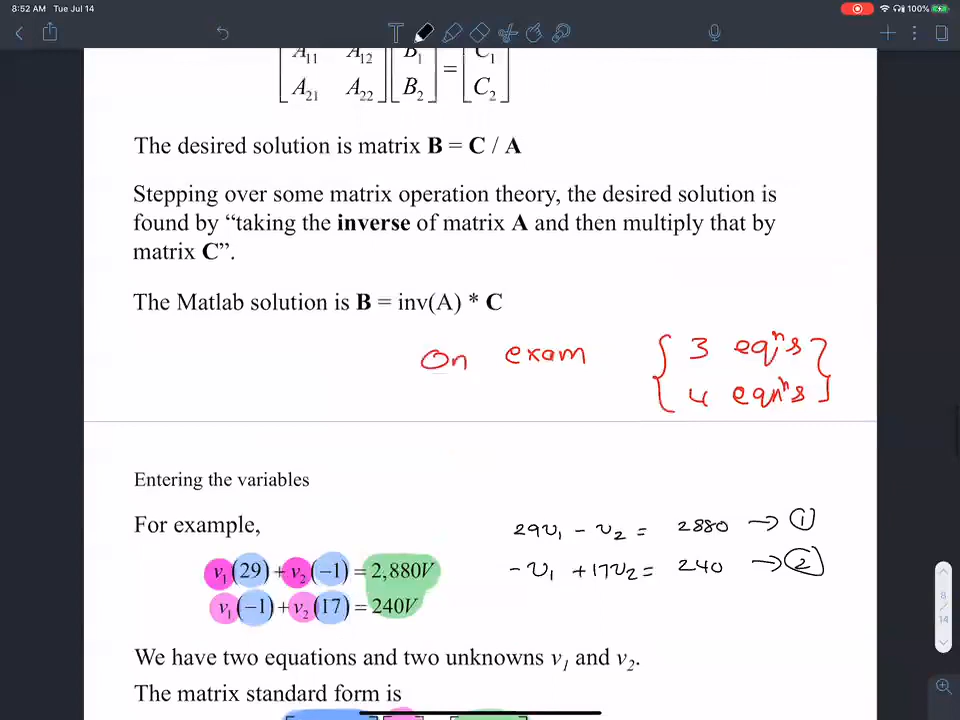 8:52 AM Tue Jul 14 100%
A11 A12 B1 = C1
A21 A22 B2 C2
The desired solution is matrix B = C / A
Stepping over some matrix operation theory, the desired solution is
found by “taking the inverse of matrix A and then multiply that by
matrix C”.
The Matlab solution is B = inv(A) * C
On exam { 3 eqⁿs }
{ 4 eqnⁿs }
Entering the variables
For example,
29v₁ - v₂ = 2880 → ①
-v₁ + 17v₂ = 240 → ②
v₁(29) + v₂(−1) = 2,880V
v₁(−1) + v₂(17) = 240V
We have two equations and two unknowns v₁ and v₂.
The matrix standard form is
8
/
14